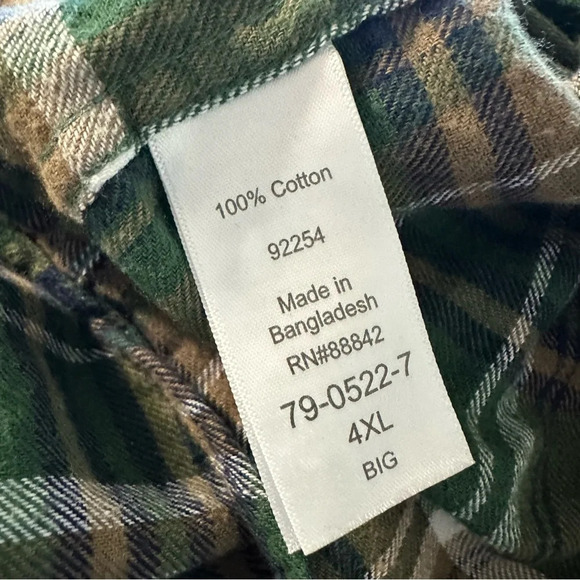 100% Cotton
92254
Made in
Bangladesh
RN#88842
79-0522-7
4XL
BIG